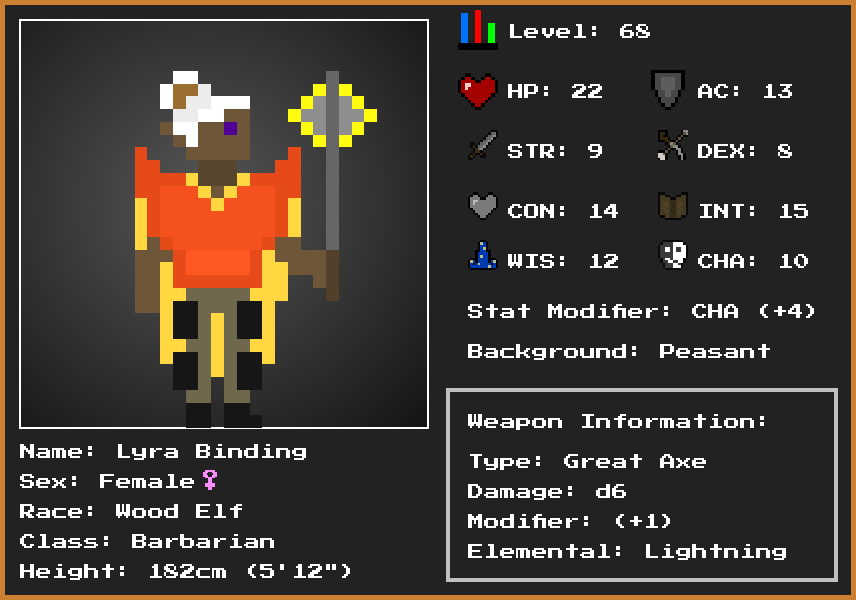 Level: 68
HP: 22
AC: 13
STR: 9
DEX: 8
CON: 14
INT: 15
WIS: 12
CHA: 10
Stat Modifier: CHA (+4)
Background: Peasant
Weapon Information:
Type: Great Axe
Damage: d6
Modifier: (+1)
Elemental: Lightning
Name: Lyra Binding
Sex: Female♀
Race: Wood Elf
Class: Barbarian
Height: 182cm (5'12")